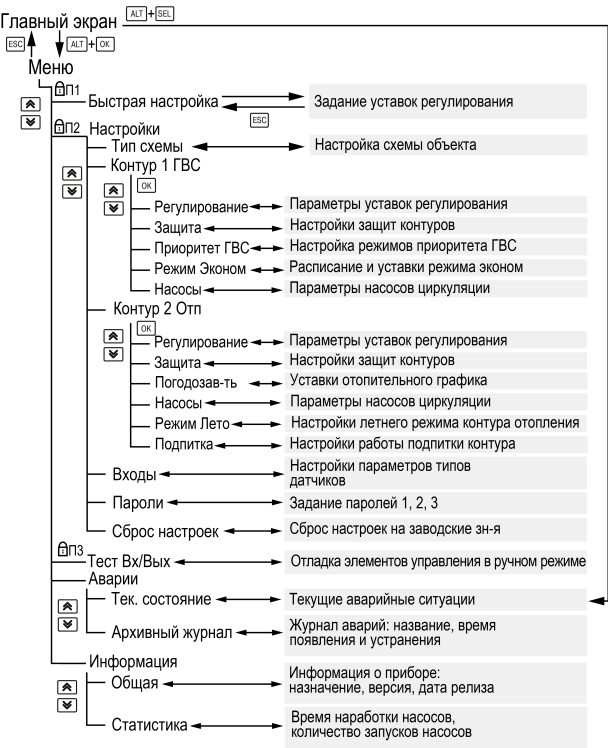 Главный экран ALT+SEL
ESC ALT+OK
Меню
П1
Быстрая настройка Задание уставок регулирования
ESC
П2 Настройки
Тип схемы Настройка схемы объекта
Контур 1 ГВС
OK
Регулирование Параметры уставок регулирования
Защита Настройки защит контуров
Приоритет ГВС Настройка режимов приоритета ГВС
Режим Эконом Расписание и уставки режима эконом
Насосы Параметры насосов циркуляции
Контур 2 Отп
OK
Регулирование Параметры уставок регулирования
Защита Настройки защит контуров
Погодозав-ть Уставки отопительного графика
Насосы Параметры насосов циркуляции
Режим Лето Настройки летнего режима контура отопления
Подпитка Настройки работы подпитки контура
Входы Настройки параметров типов
датчиков
Пароли Задание паролей 1, 2, 3
Сброс настроек Сброс настроек на заводские зн-я
П3
Тест Вх/Вых Отладка элементов управления в ручном режиме
Аварии
Тек. состояние Текущие аварийные ситуации
Архивный журнал Журнал аварий: название, время
появления и устранения
Информация
Общая Информация о приборе:
назначение, версия, дата релиза
Статистика Время наработки насосов,
количество запусков насосов